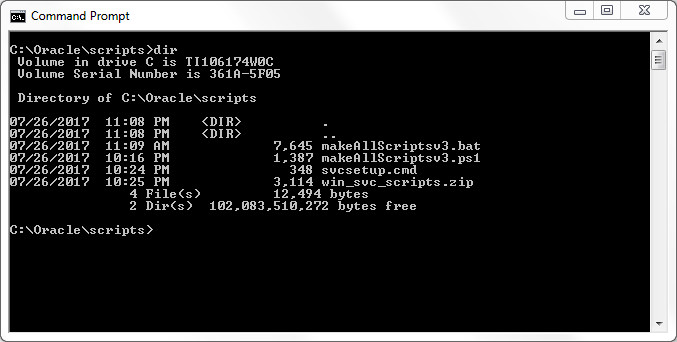 Command Prompt
C:\Oracle\scripts>dir
 Volume in drive C is TI106174W0C
 Volume Serial Number is 361A-5F05

 Directory of C:\Oracle\scripts

07/26/2017  11:08 PM    <DIR>          .
07/26/2017  11:08 PM    <DIR>          ..
07/26/2017  11:09 AM             7,645 makeAllScriptsv3.bat
07/26/2017  10:16 PM             1,387 makeAllScriptsv3.ps1
07/26/2017  10:24 PM               348 svcsetup.cmd
07/26/2017  10:25 PM             3,114 win_svc_scripts.zip
               4 File(s)         12,494 bytes
               2 Dir(s)  102,083,510,272 bytes free

C:\Oracle\scripts>